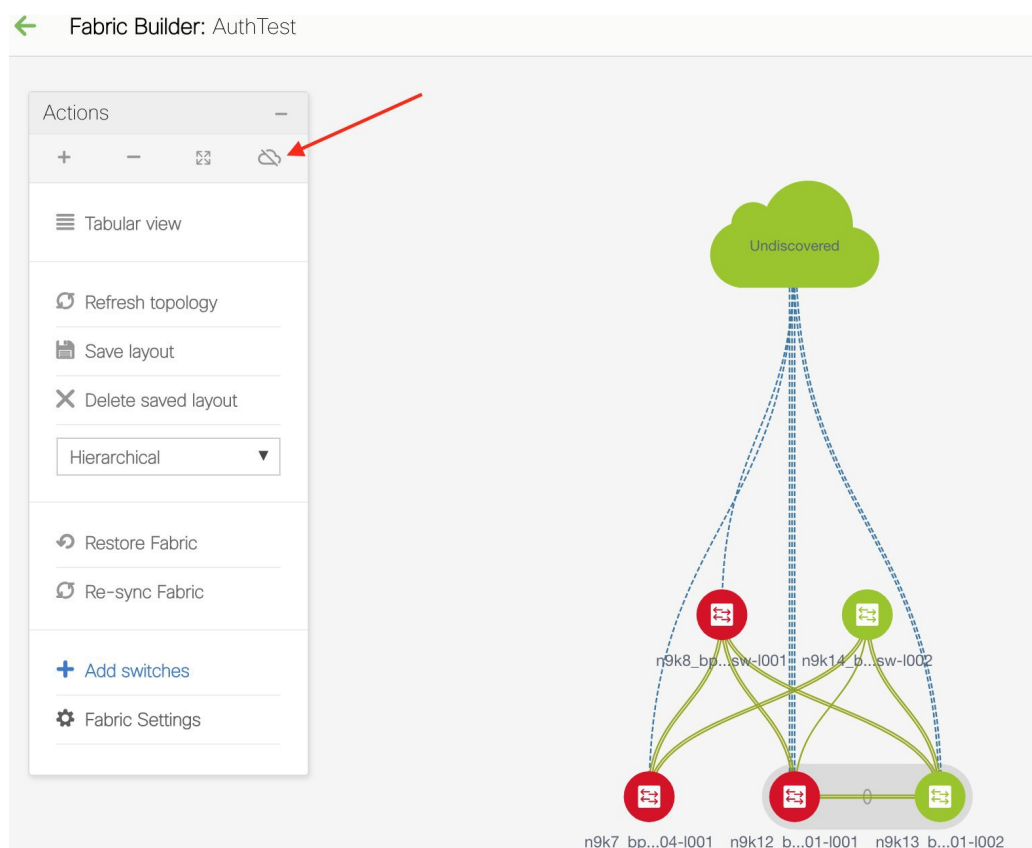 Fabric Builder: AuthTest
Actions
Tabular view
Refresh topology
Save layout
Delete saved layout
Hierarchical
Restore Fabric
Re-sync Fabric
Add switches
Fabric Settings
Undiscovered
n9k8_bp...sw-l001 n9k14_b...sw-l002
n9k7_bp...04-l001 n9k12_b...01-l001 n9k13_b...01-l002